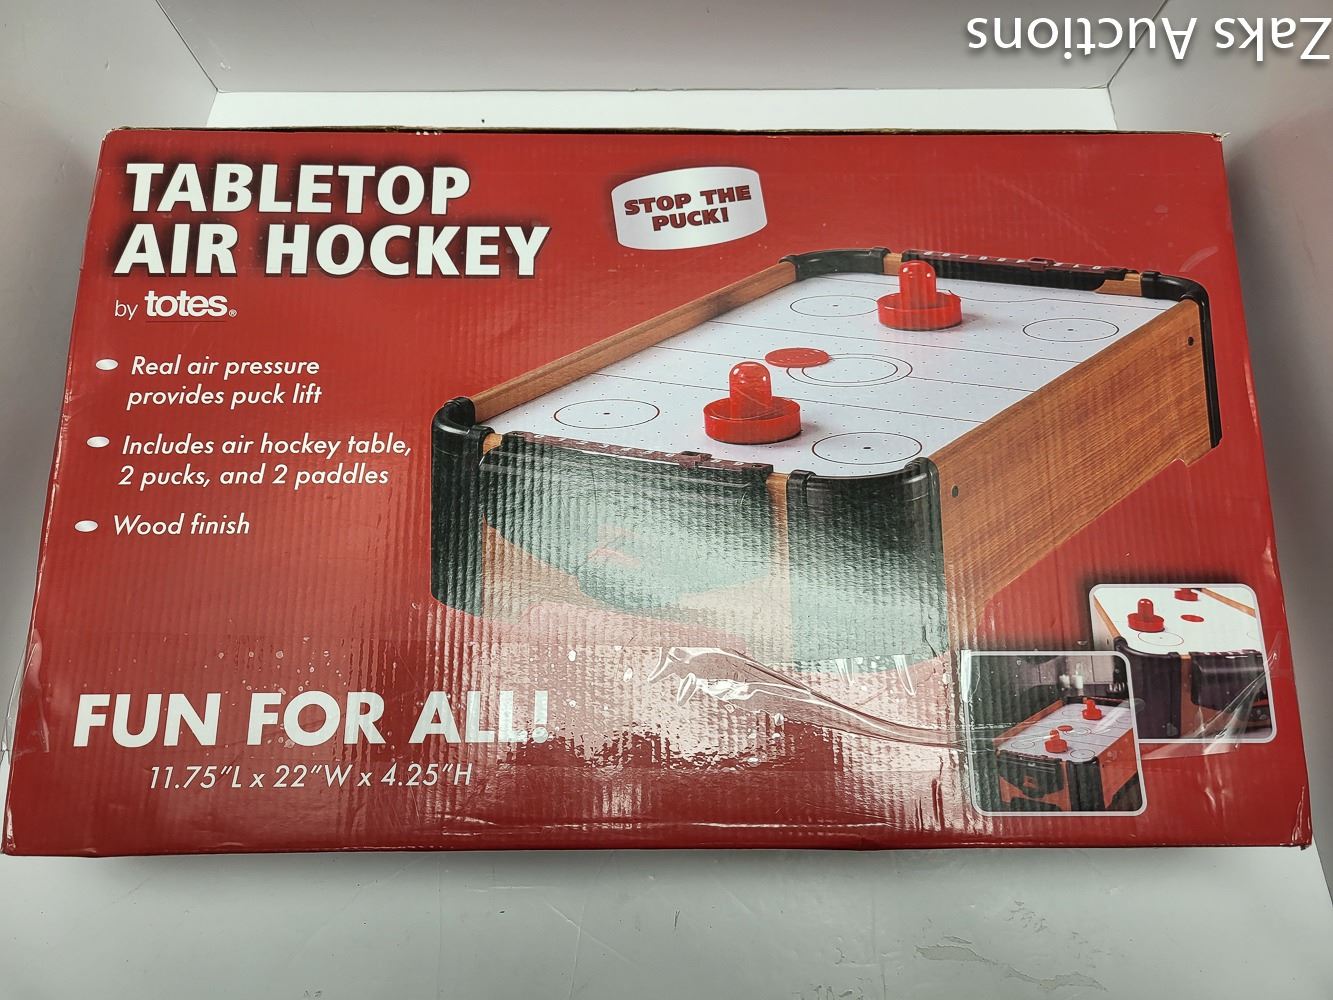 Zaks Auctions
TABLETOP
AIR HOCKEY
by totes®
STOP THE
PUCK!
Real air pressure
provides puck lift
Includes air hockey table,
2 pucks, and 2 paddles
Wood finish
FUN FOR ALL!
11.75"L x 22"W x 4.25"H